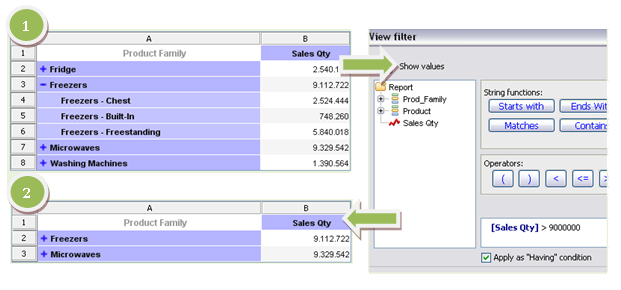 1
A B
1 Product Family Sales Qty
2 + Fridge 2.540.1
3 − Freezers 9.112.722
4 Freezers - Chest 2.524.444
5 Freezers - Built-In 748.260
6 Freezers - Freestanding 5.840.018
7 + Microwaves 9.329.542
8 + Washing Machines 1.390.564
2
A B
1 Product Family Sales Qty
2 + Freezers 9.112.722
3 + Microwaves 9.329.542
View filter
Show values
Report
Prod_Family
Product
Sales Qty
String functions:
Starts with Ends Wit
Matches Contain
Operators:
( ) < <= >
[Sales Qty] > 9000000
Apply as "Having" condition